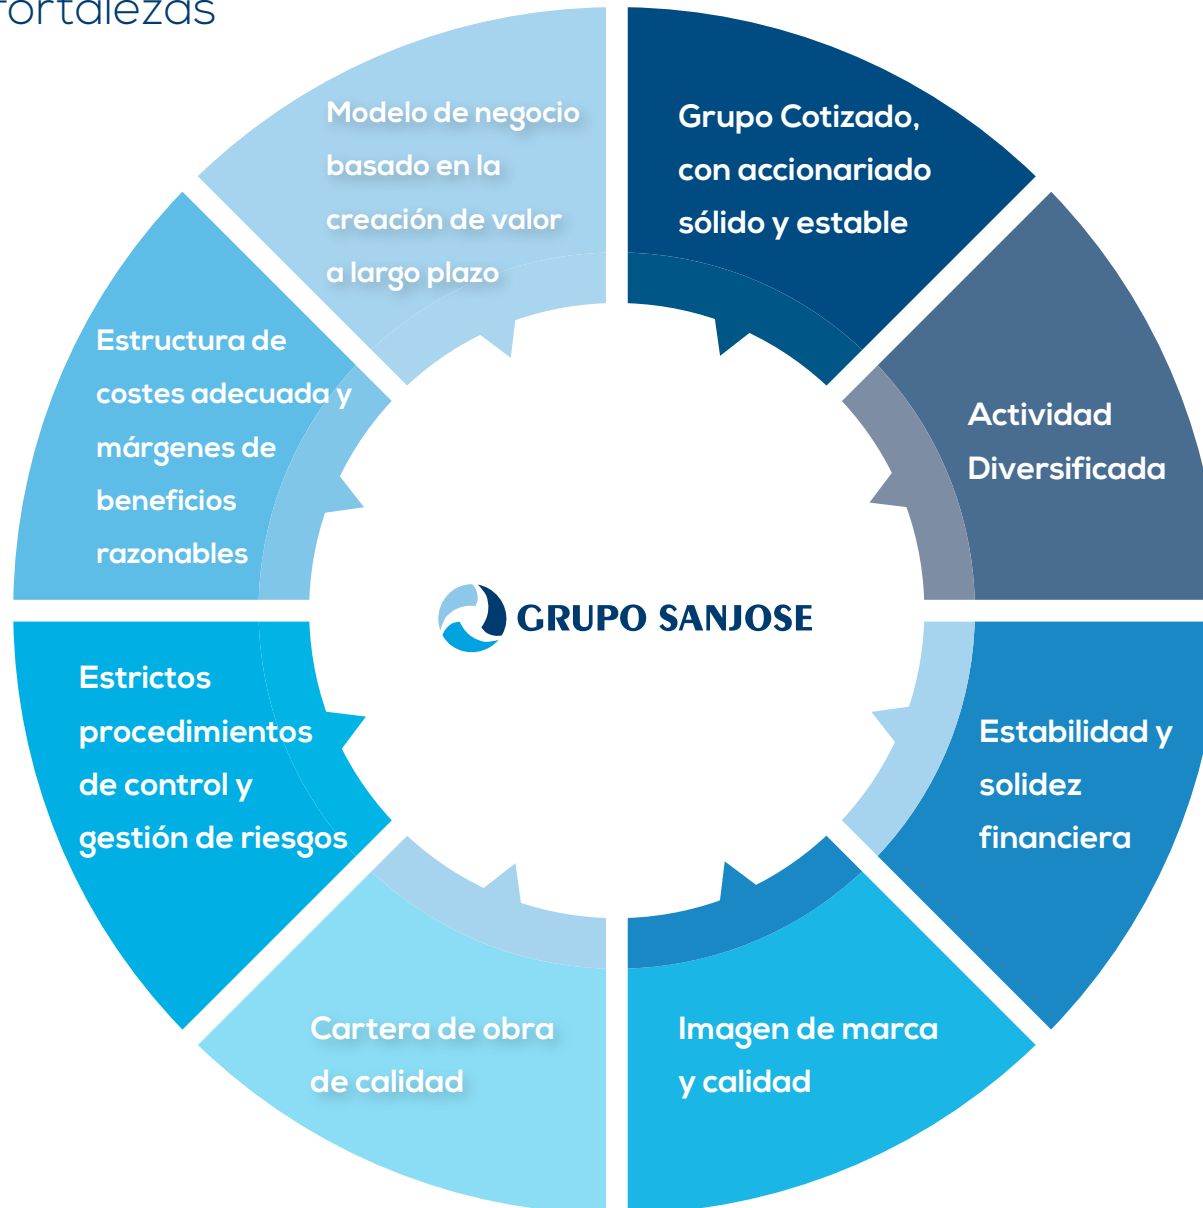 fortalezas
Modelo de negocio
basado en la
creación de valor
a largo plazo
Grupo Cotizado,
con accionariado
sólido y estable
Actividad
Diversificada
Estabilidad y
solidez
financiera
Imagen de marca
y calidad
Cartera de obra
de calidad
Estrictos
procedimientos
de control y
gestión de riesgos
Estructura de
costes adecuada y
márgenes de
beneficios
razonables
GRUPO SANJOSE